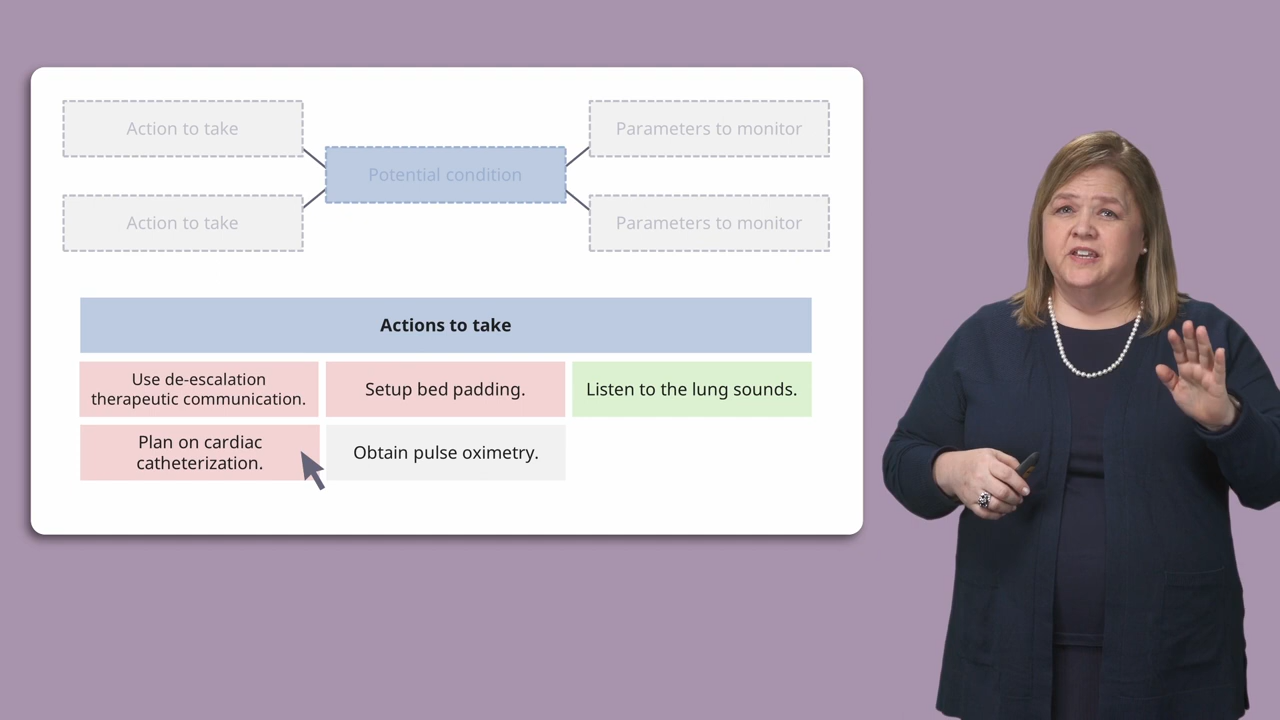 Action to take
Parameters to monitor
Potential condition
Action to take
Parameters to monitor
Actions to take
Use de-escalation
therapeutic communication.
Setup bed padding.
Listen to the lung sounds.
Plan on cardiac
catheterization.
Obtain pulse oximetry.